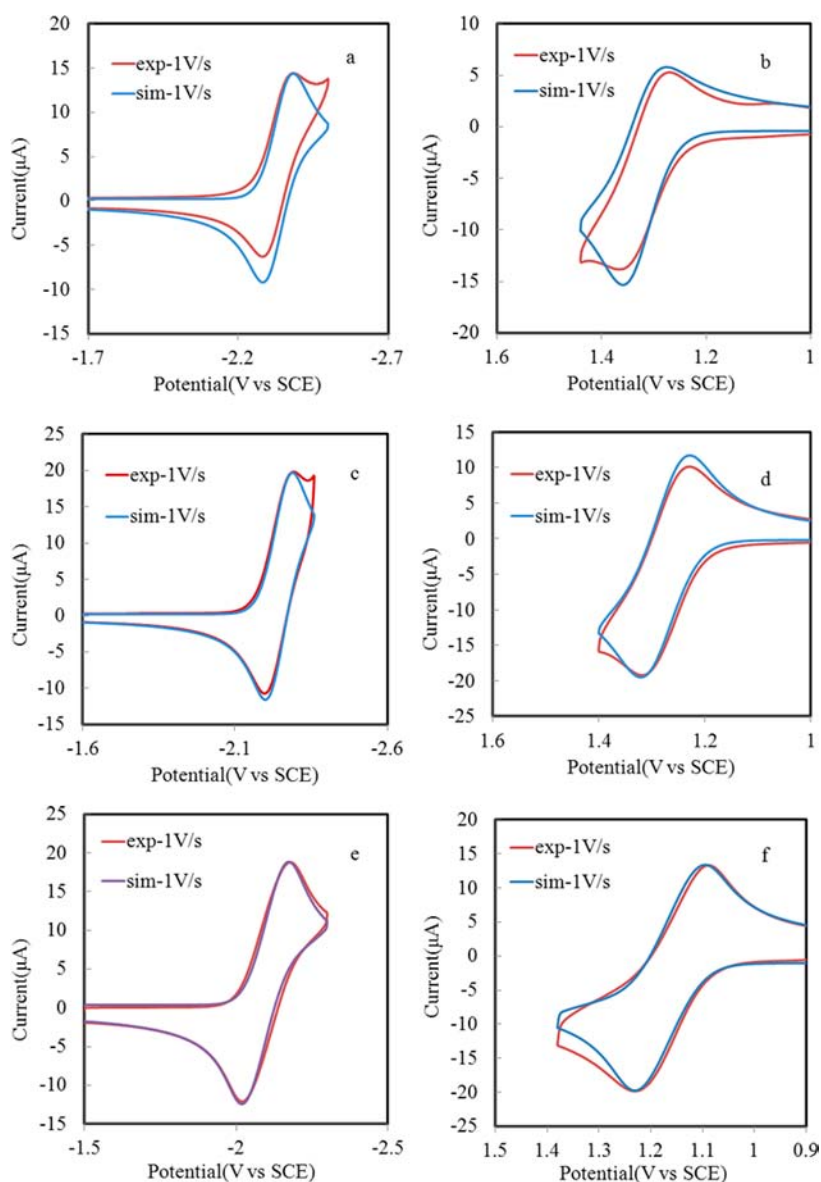 20
15
10
5
0
-5
-10
-15
exp-1V/s
sim-1V/s
a
Current(μA)
-1.7
-2.2
-2.7
Potential(V vs SCE)
10
5
0
-5
-10
-15
-20
exp-1V/s
sim-1V/s
b
Current(μA)
1.6
1.4
1.2
1
Potential(V vs SCE)
25
20
15
10
5
0
-5
-10
-15
exp-1V/s
sim-1V/s
c
Current(μA)
-1.6
-2.1
-2.6
Potential(V vs SCE)
15
10
5
0
-5
-10
-15
-20
-25
exp-1V/s
sim-1V/s
d
Current(μA)
1.6
1.4
1.2
1
Potential(V vs SCE)
25
20
15
10
5
0
-5
-10
-15
exp-1V/s
sim-1V/s
e
Current(μA)
-1.5
-2
-2.5
Potential(V vs SCE)
20
15
10
5
0
-5
-10
-15
-20
-25
exp-1V/s
sim-1V/s
f
Current(μA)
1.5
1.4
1.3
1.2
1.1
1
0.9
Potential(V vs SCE)